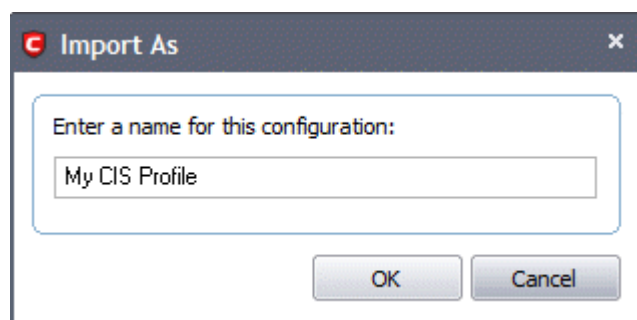 Import As
Enter a name for this configuration:
My CIS Profile
OK Cancel